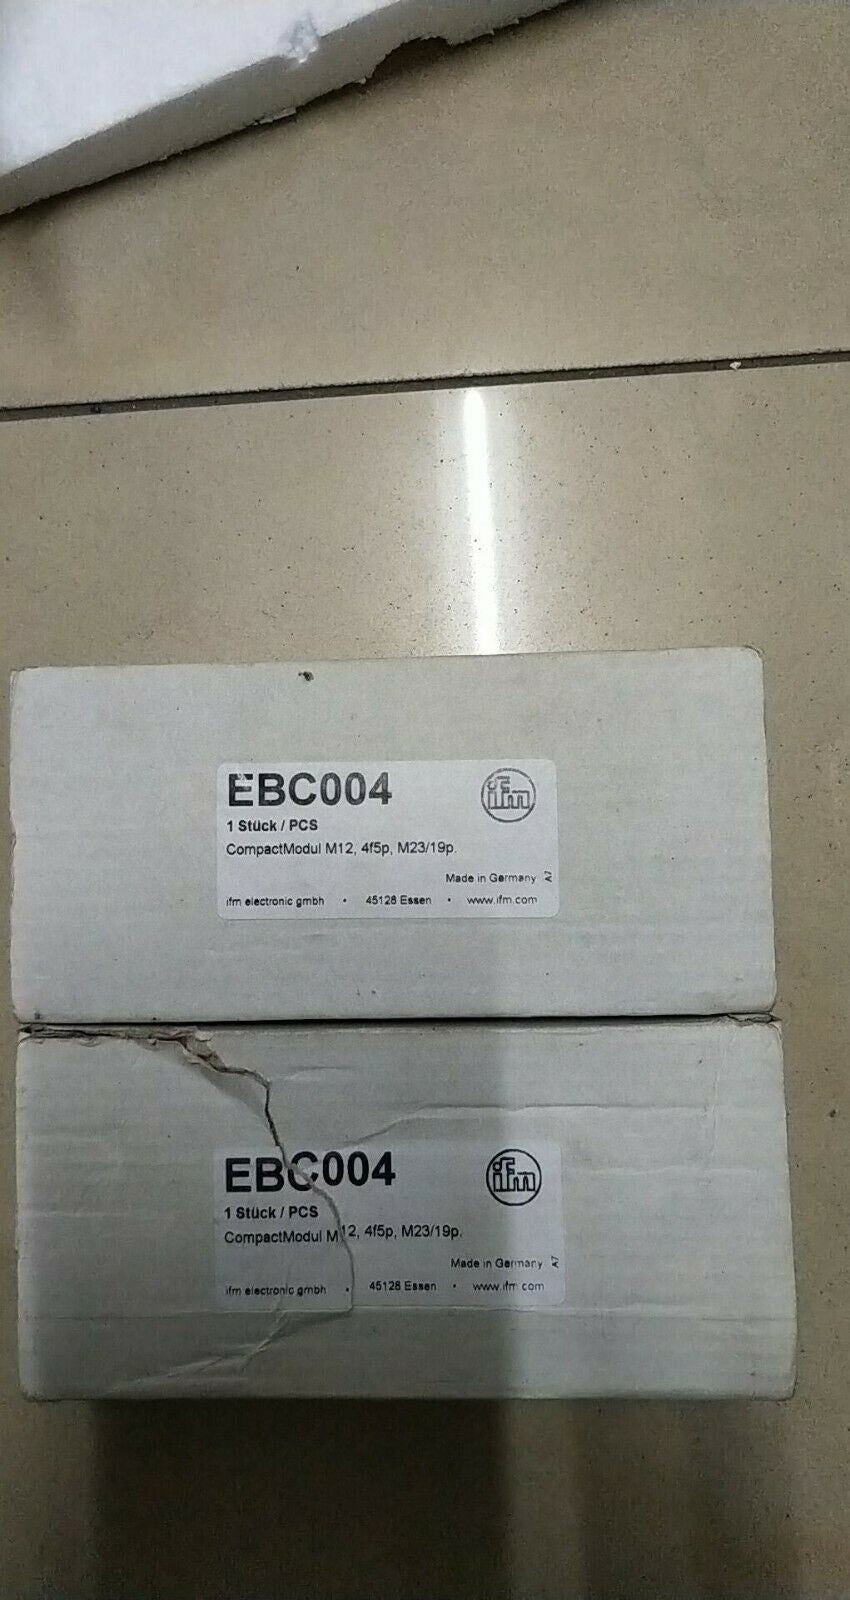 EBC004
ifm
1 Stück / PCS
CompactModul M12, 4f5p, M23/19p.
Made in Germany
A7
ifm electronic gmbh • 45128 Essen • www.ifm.com
EBC004
ifm
1 Stück / PCS
CompactModul M12, 4f5p, M23/19p.
Made in Germany
A7
ifm electronic gmbh • 45128 Essen • www.ifm.com